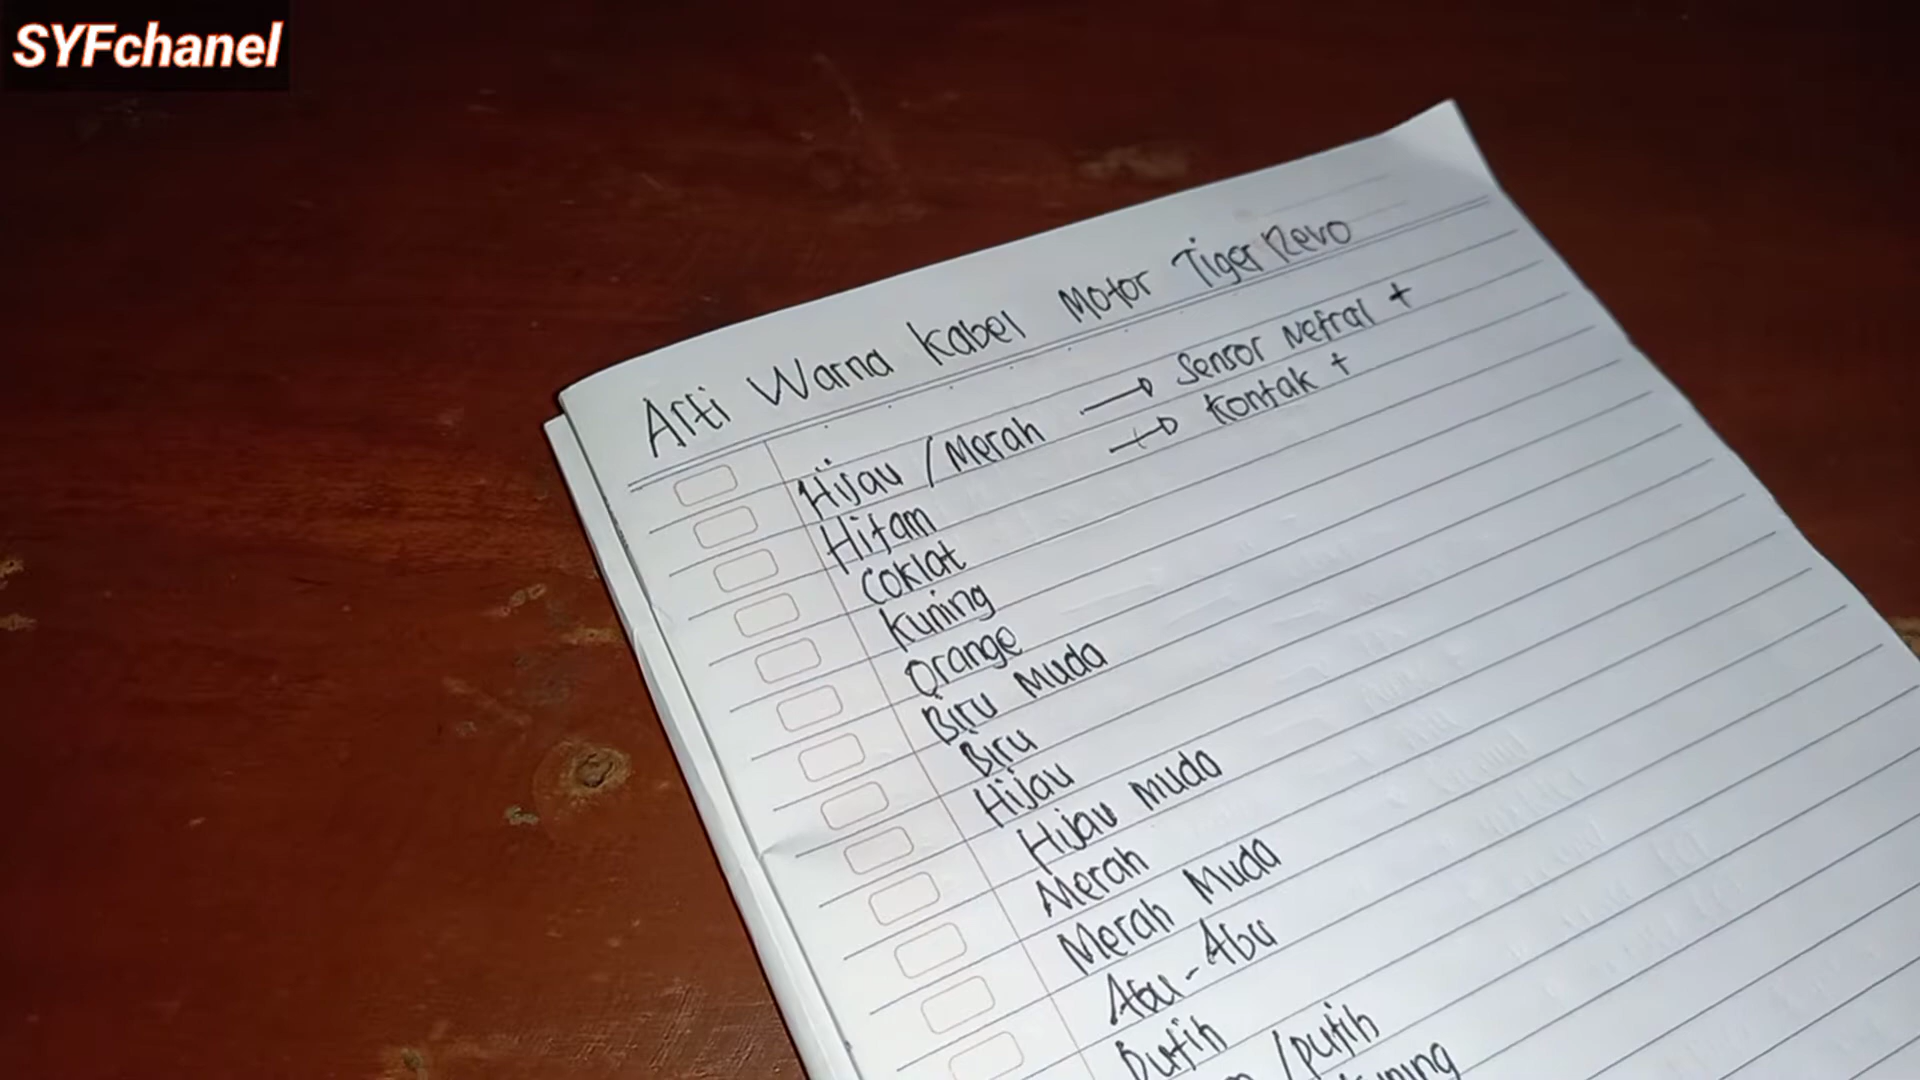 SYFchanel
Arti Warna Kabel Motor Tiger Revo
Hijau / Merah → Sensor Netral +
Hitam → Kontak +
Coklat
Kuning
Orange
Biru Muda
Biru
Hijau
Hijau muda
Merah
Merah Muda
Abu-Abu
Putih
/putih